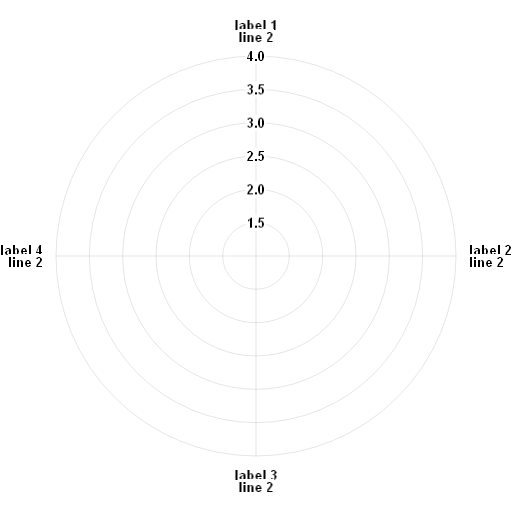 label 1
line 2
4.0
3.5
3.0
2.5
2.0
1.5
label 4
line 2
label 2
line 2
label 3
line 2